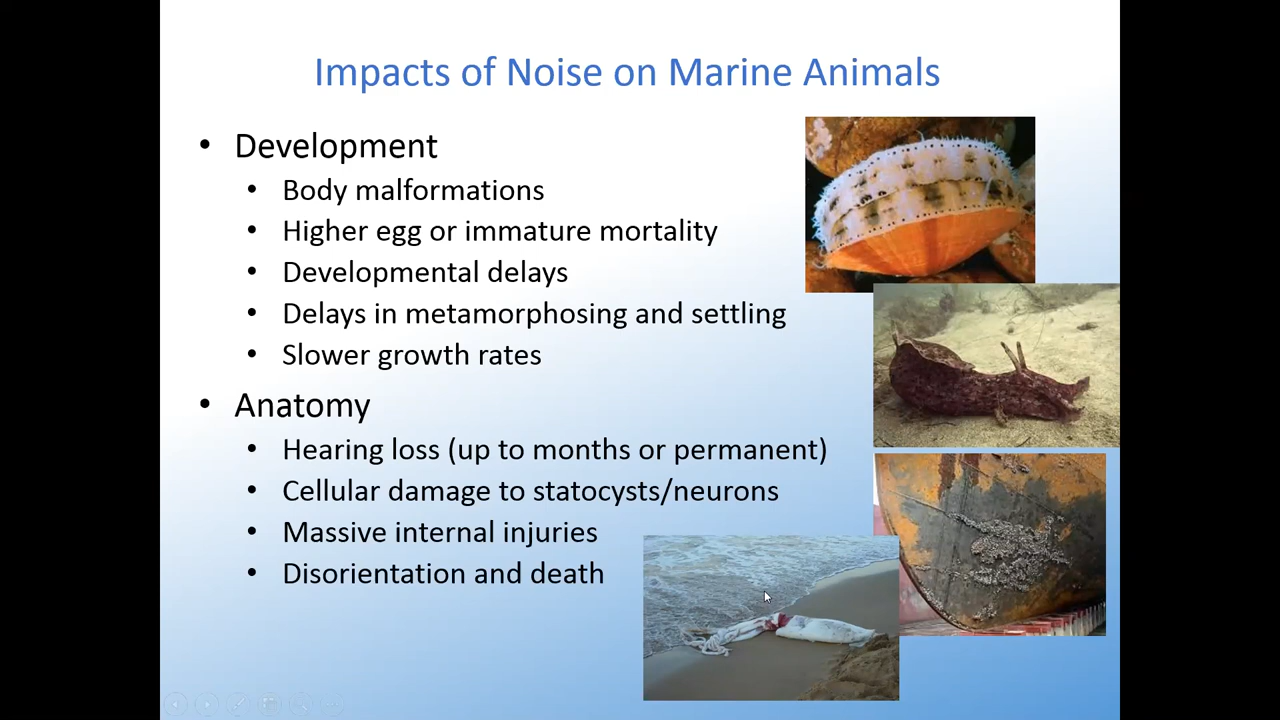 Impacts of Noise on Marine Animals
• Development
• Body malformations
• Higher egg or immature mortality
• Developmental delays
• Delays in metamorphosing and settling
• Slower growth rates
• Anatomy
• Hearing loss (up to months or permanent)
• Cellular damage to statocysts/neurons
• Massive internal injuries
• Disorientation and death